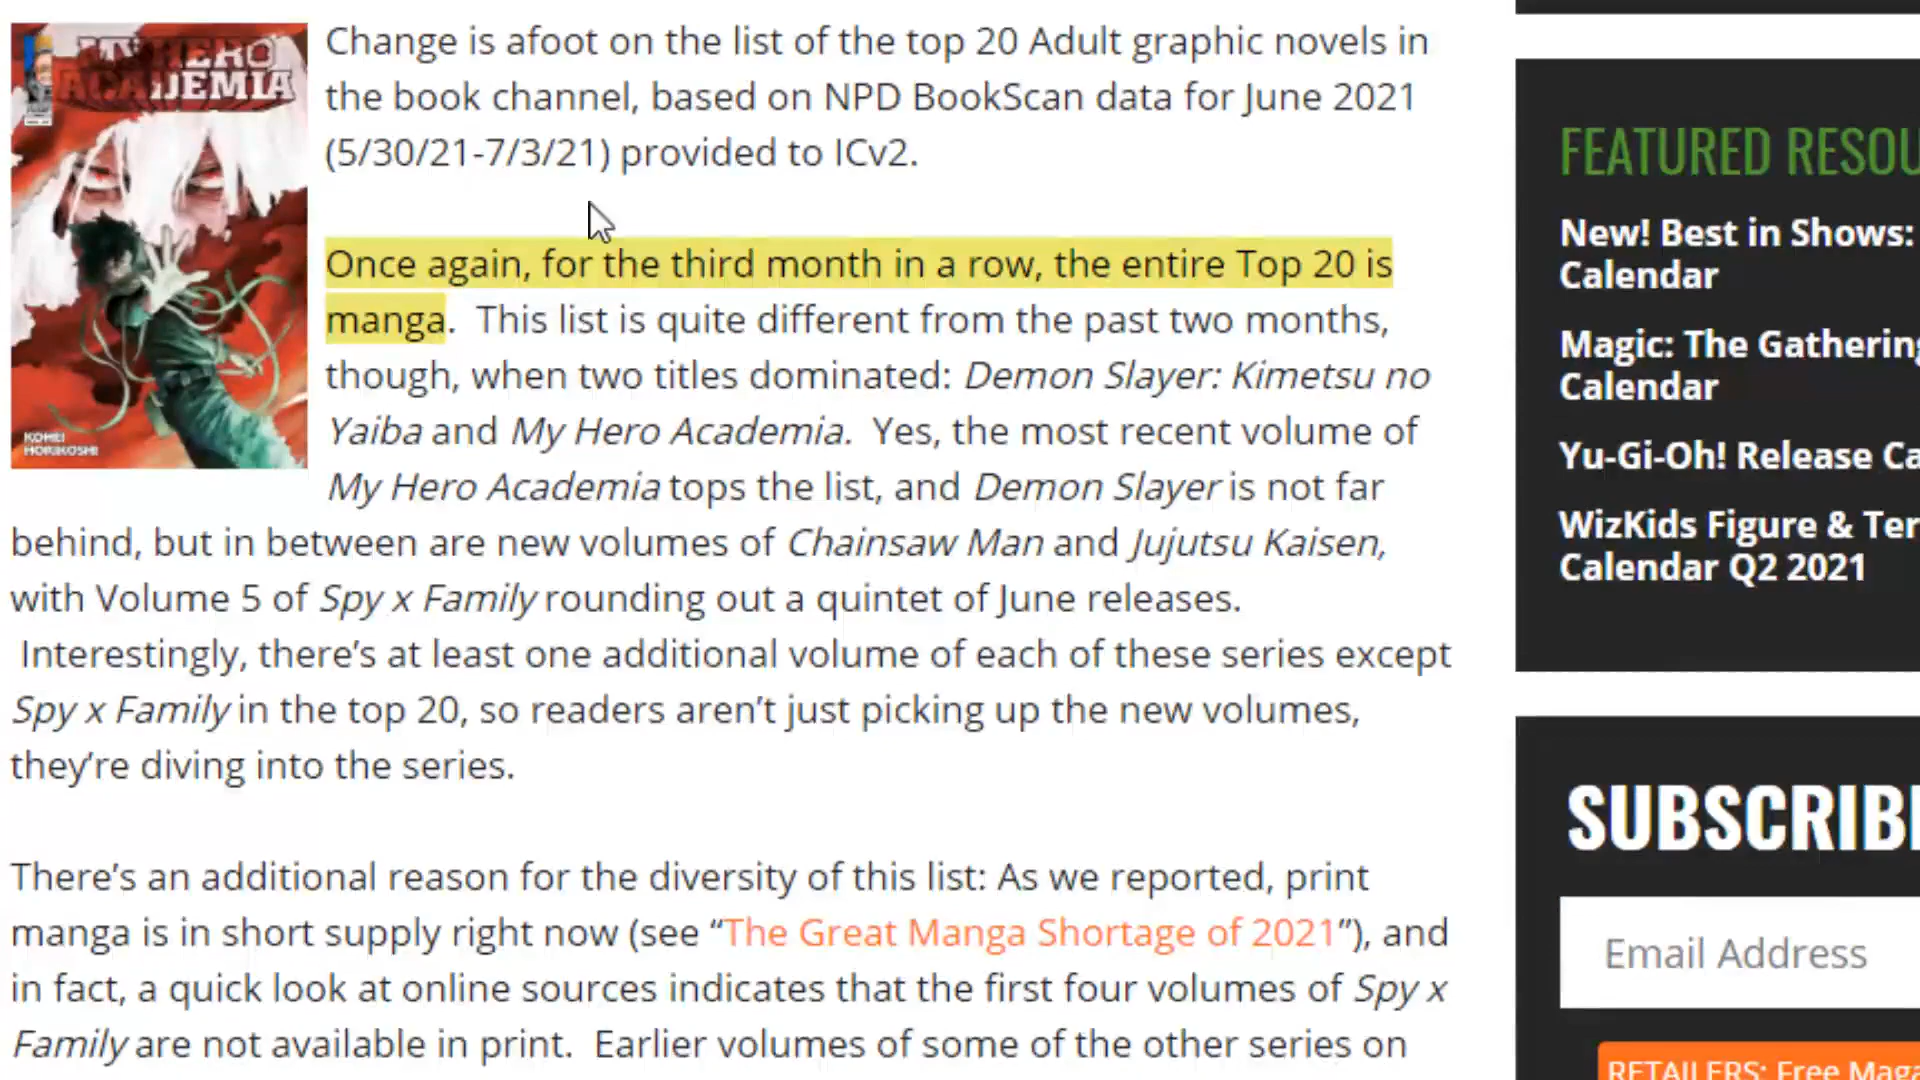 MY HERO
ACADEMIA
KOHEI
HORIKOSHI
Change is afoot on the list of the top 20 Adult graphic novels in
the book channel, based on NPD BookScan data for June 2021
(5/30/21-7/3/21) provided to ICv2.
Once again, for the third month in a row, the entire Top 20 is
manga.  This list is quite different from the past two months,
though, when two titles dominated: Demon Slayer: Kimetsu no
Yaiba and My Hero Academia.  Yes, the most recent volume of
My Hero Academia tops the list, and Demon Slayer is not far
behind, but in between are new volumes of Chainsaw Man and Jujutsu Kaisen,
with Volume 5 of Spy x Family rounding out a quintet of June releases.
Interestingly, there’s at least one additional volume of each of these series except
Spy x Family in the top 20, so readers aren’t just picking up the new volumes,
they’re diving into the series.
There’s an additional reason for the diversity of this list: As we reported, print
manga is in short supply right now (see “The Great Manga Shortage of 2021”), and
in fact, a quick look at online sources indicates that the first four volumes of Spy x
Family are not available in print.  Earlier volumes of some of the other series on
FEATURED RESOU
New! Best in Shows:
Calendar
Magic: The Gathering
Calendar
Yu-Gi-Oh! Release Ca
WizKids Figure & Ter
Calendar Q2 2021
SUBSCRIBE
Email Address
RETAILERS: Free Maga